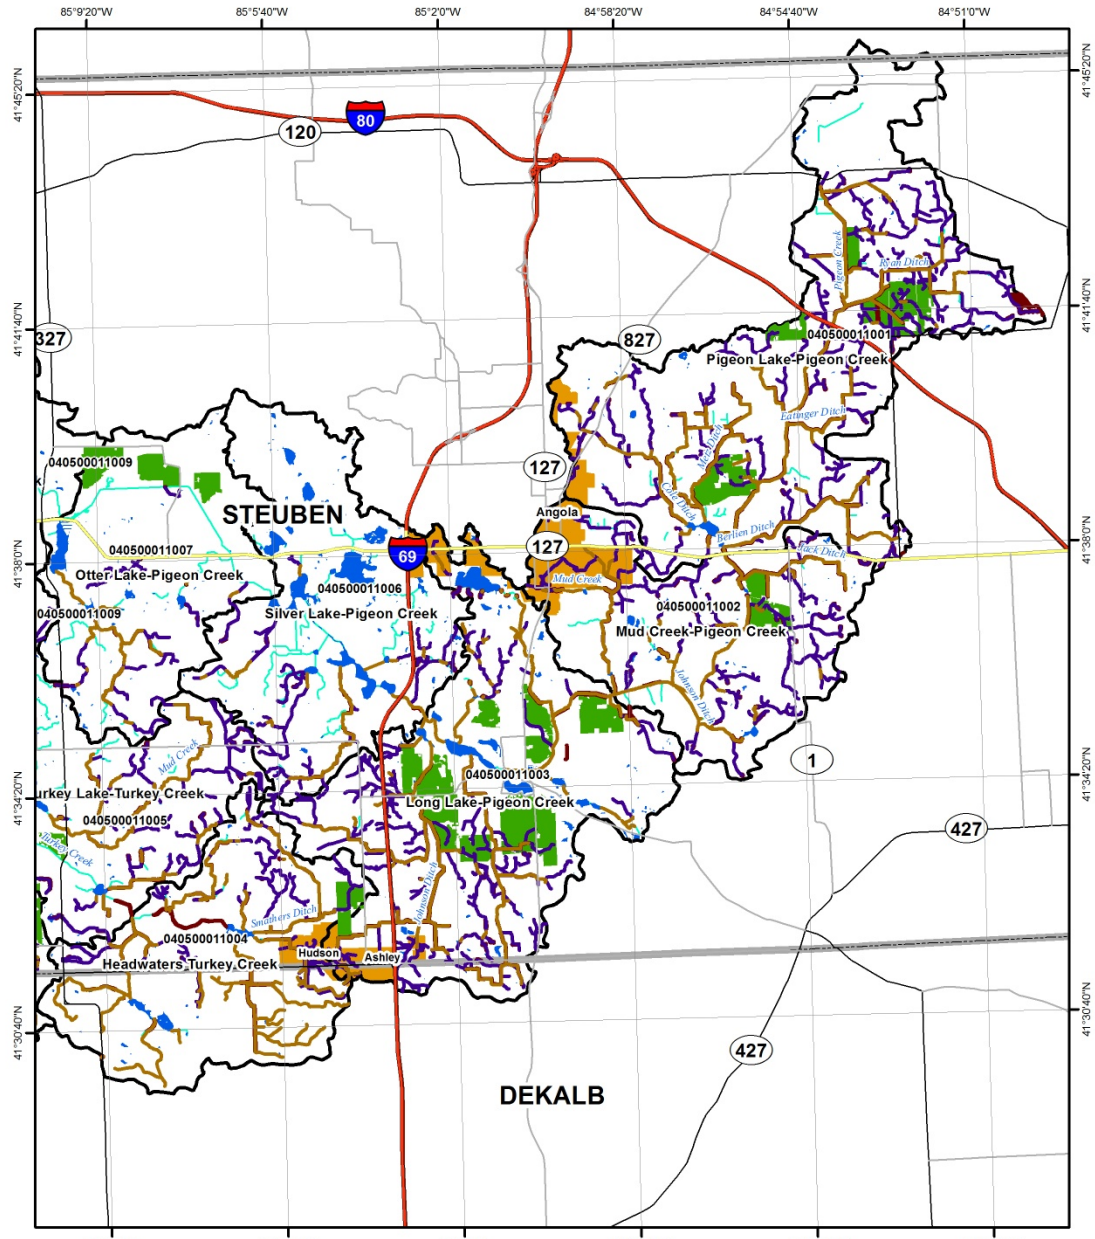 85°9'20"W 85°5'40"W 85°2'0"W 84°58'20"W 84°54'40"W 84°51'0"W
41°45'20"N
41°45'20"N
80
120
Pigeon Creek
Ryan Ditch
41°41'40"N
41°41'40"N
327
827
040500011001
Pigeon Lake-Pigeon Creek
Eatinger Ditch
Metz Ditch
040500011009
127
Cole Ditch
STEUBEN
Angola
Berlien Ditch
41°38'0"N
41°38'0"N
040500011007
69
127
Jack Ditch
Otter Lake-Pigeon Creek
040500011006
Mud Creek
040500011009
Silver Lake-Pigeon Creek
040500011002
Mud Creek-Pigeon Creek
Johnson Ditch
Mud Creek
1
040500011003
41°34'20"N
41°34'20"N
urkey Lake-Turkey Creek
Long Lake-Pigeon Creek
040500011005
427
Turkey Creek
Johnson Ditch
Smathers Ditch
040500011004
Hudson
Ashley
Headwaters Turkey Creek
41°30'40"N
41°30'40"N
427
DEKALB